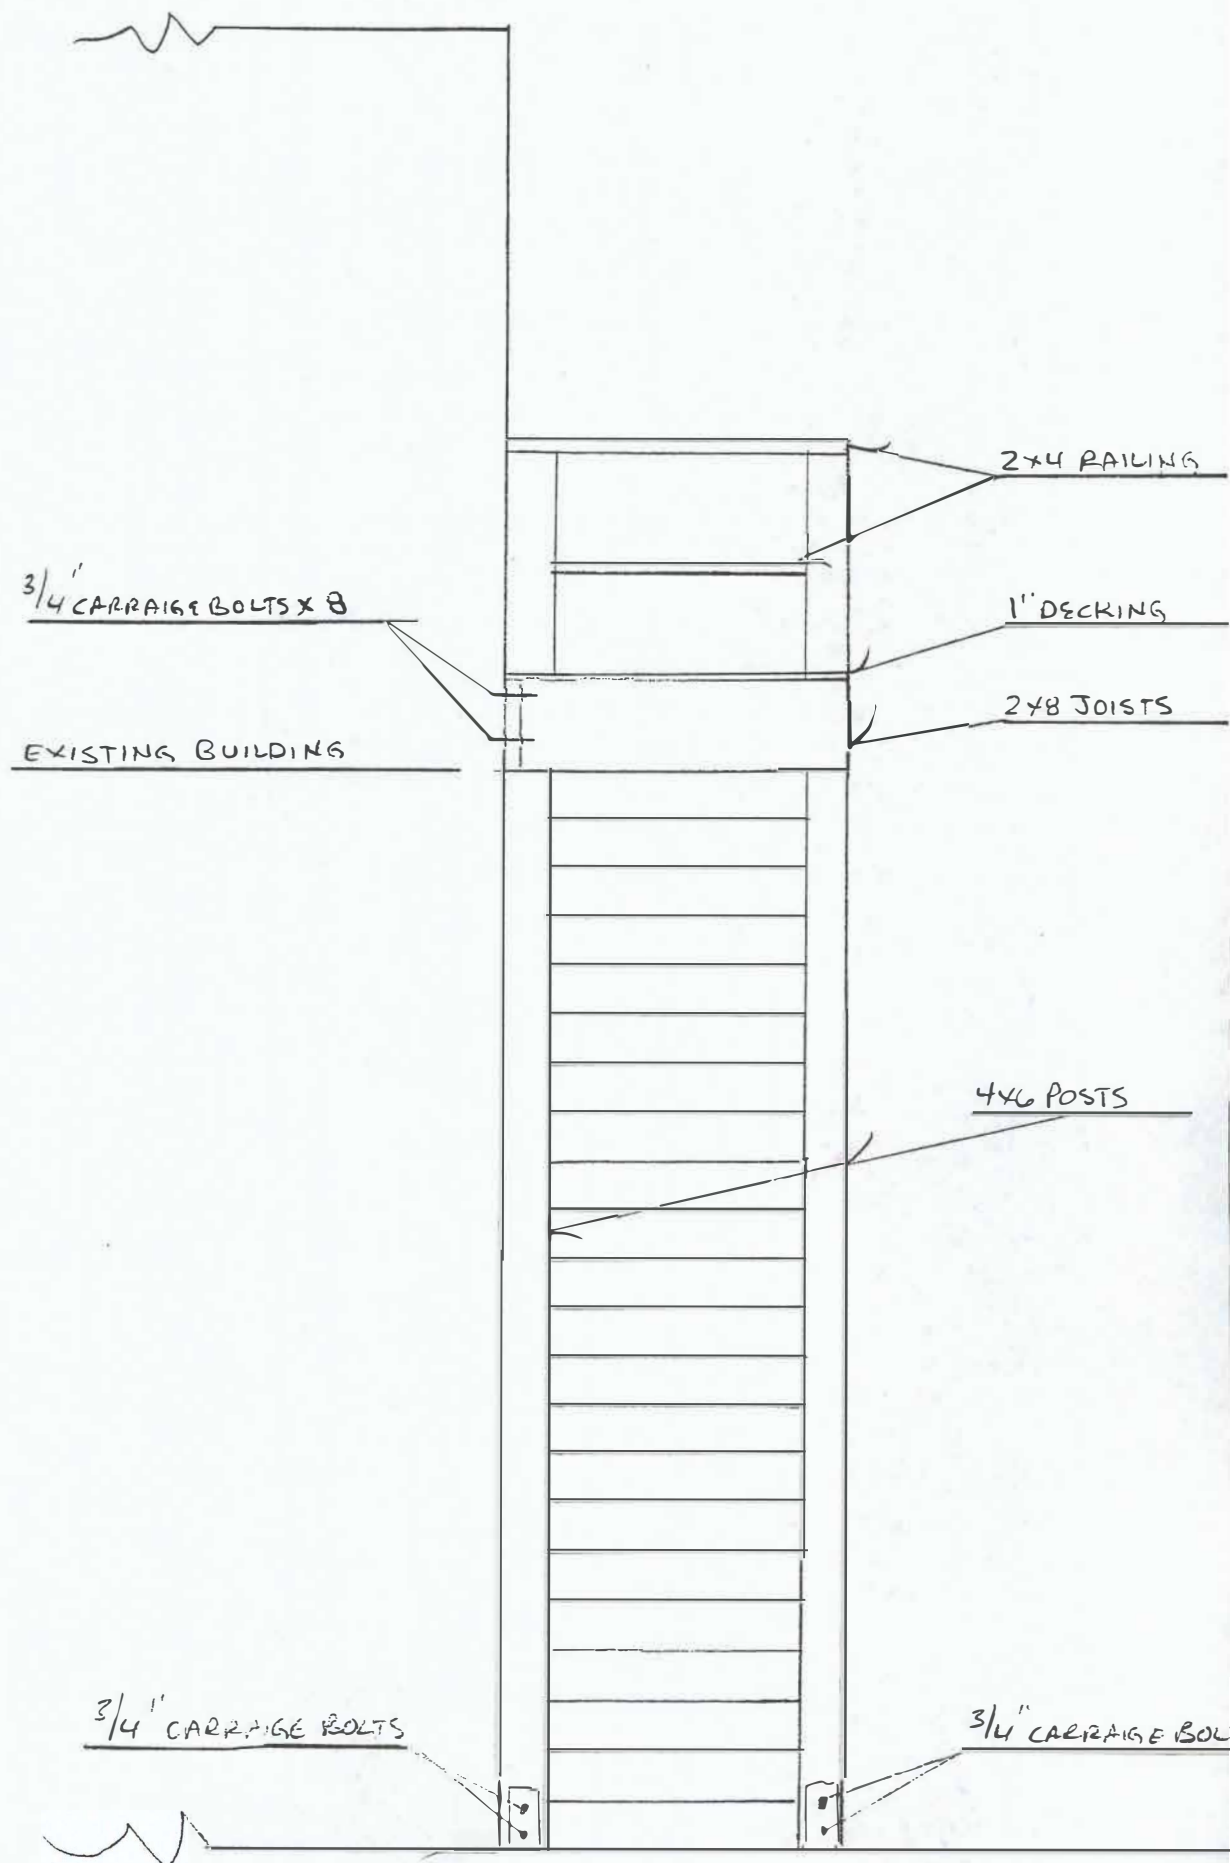 2x4 RAILING
3/4" CARRAIGE BOLTS x 8
1" DECKING
2x8 JOISTS
EXISTING BUILDING
4x6 POSTS
3/4" CARRAIGE BOLTS
3/4" CARRAIGE BOL